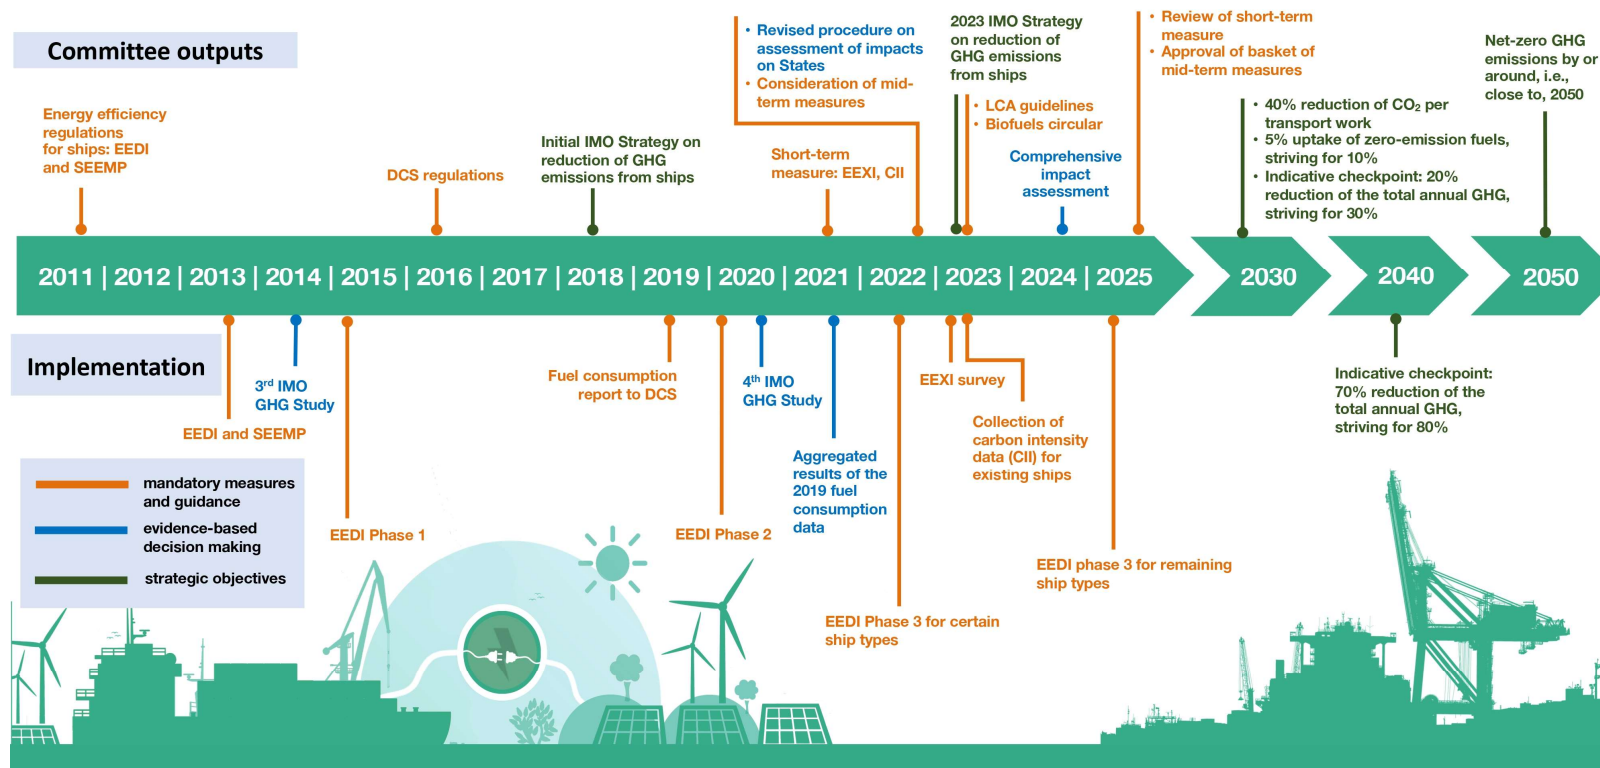 Committee outputs
Energy efficiency
regulations
for ships: EEDI
and SEEMP
DCS regulations
Initial IMO Strategy on
reduction of GHG
emissions from ships
• Revised procedure on
assessment of impacts
on States
• Consideration of mid-
term measures
Short-term
measure: EEXI, CII
2023 IMO Strategy
on reduction of
GHG emissions
from ships
• LCA guidelines
• Biofuels circular
Comprehensive
impact
assessment
• Review of short-term
measure
• Approval of basket of
mid-term measures
• 40% reduction of CO₂ per
transport work
• 5% uptake of zero-emission fuels,
striving for 10%
• Indicative checkpoint: 20%
reduction of the total annual GHG,
striving for 30%
Net-zero GHG
emissions by or
around, i.e.,
close to, 2050
2011 | 2012 | 2013 | 2014 | 2015 | 2016 | 2017 | 2018 | 2019 | 2020 | 2021 | 2022 | 2023 | 2024 | 2025 2030 2040 2050
Implementation
EEDI and SEEMP
3rd IMO
GHG Study
EEDI Phase 1
Fuel consumption
report to DCS
EEDI Phase 2
4th IMO
GHG Study
Aggregated
results of the
2019 fuel
consumption
data
EEDI Phase 3 for certain
ship types
EEXI survey
Collection of
carbon intensity
data (CII) for
existing ships
EEDI phase 3 for remaining
ship types
Indicative checkpoint:
70% reduction of the
total annual GHG,
striving for 80%
mandatory measures
and guidance
evidence-based
decision making
strategic objectives